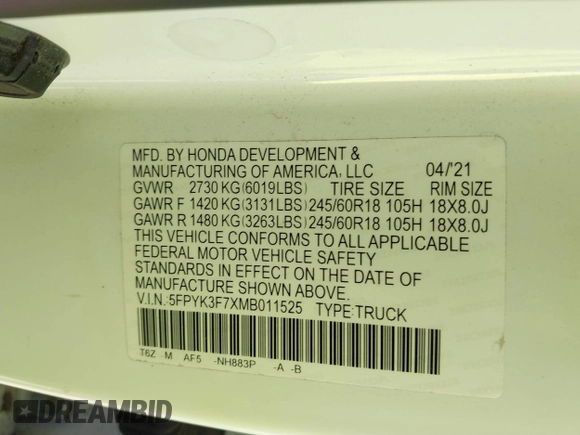 MFD. BY HONDA DEVELOPMENT &
MANUFACTURING OF AMERICA, LLC 04/'21
GVWR 2730 KG(6019LBS) TIRE SIZE RIM SIZE
GAWR F 1420 KG(3131LBS) 245/60R18 105H 18X8.0J
GAWR R 1480 KG(3263LBS) 245/60R18 105H 18X8.0J
THIS VEHICLE CONFORMS TO ALL APPLICABLE
FEDERAL MOTOR VEHICLE SAFETY
STANDARDS IN EFFECT ON THE DATE OF
MANUFACTURE SHOWN ABOVE.
V.I.N.:5FPYK3F7XMB011525 TYPE:TRUCK
T6Z M AF5 -NH883P -A -B
DREAMBID